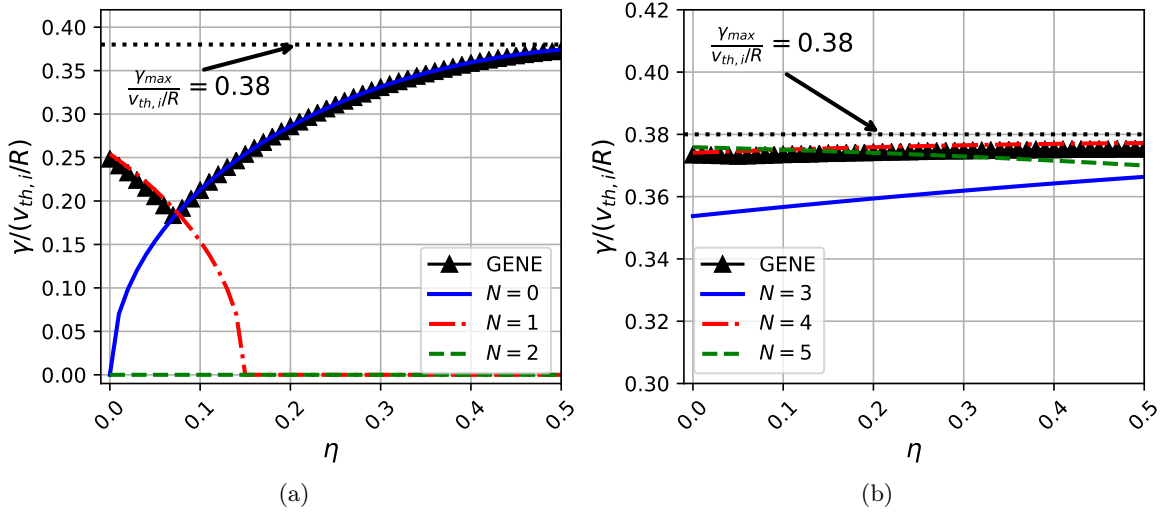 0.40
0.35
0.30
0.25
0.20
0.15
0.10
0.05
0.00
γ/(v_{th,i}/R)
γ_{max}/(v_{th,i}/R) = 0.38
GENE
N = 0
N = 1
N = 2
0.0 0.1 0.2 0.3 0.4 0.5
η
(a)
0.42
0.40
0.38
0.36
0.34
0.32
0.30
γ/(v_{th,i}/R)
γ_{max}/(v_{th,i}/R) = 0.38
GENE
N = 3
N = 4
N = 5
0.0 0.1 0.2 0.3 0.4 0.5
η
(b)